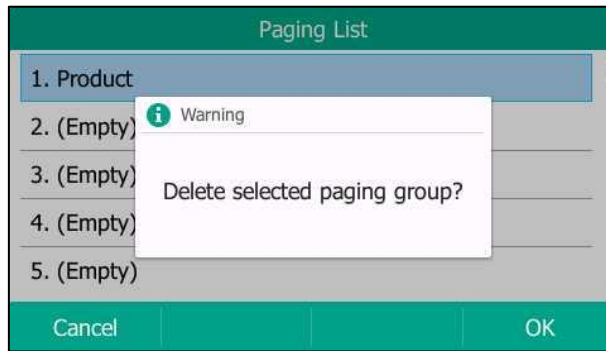 Paging List
1. Product
2. (Empty)
Warning
3. (Empty)
Delete selected paging group?
4. (Empty)
5. (Empty)
Cancel
OK